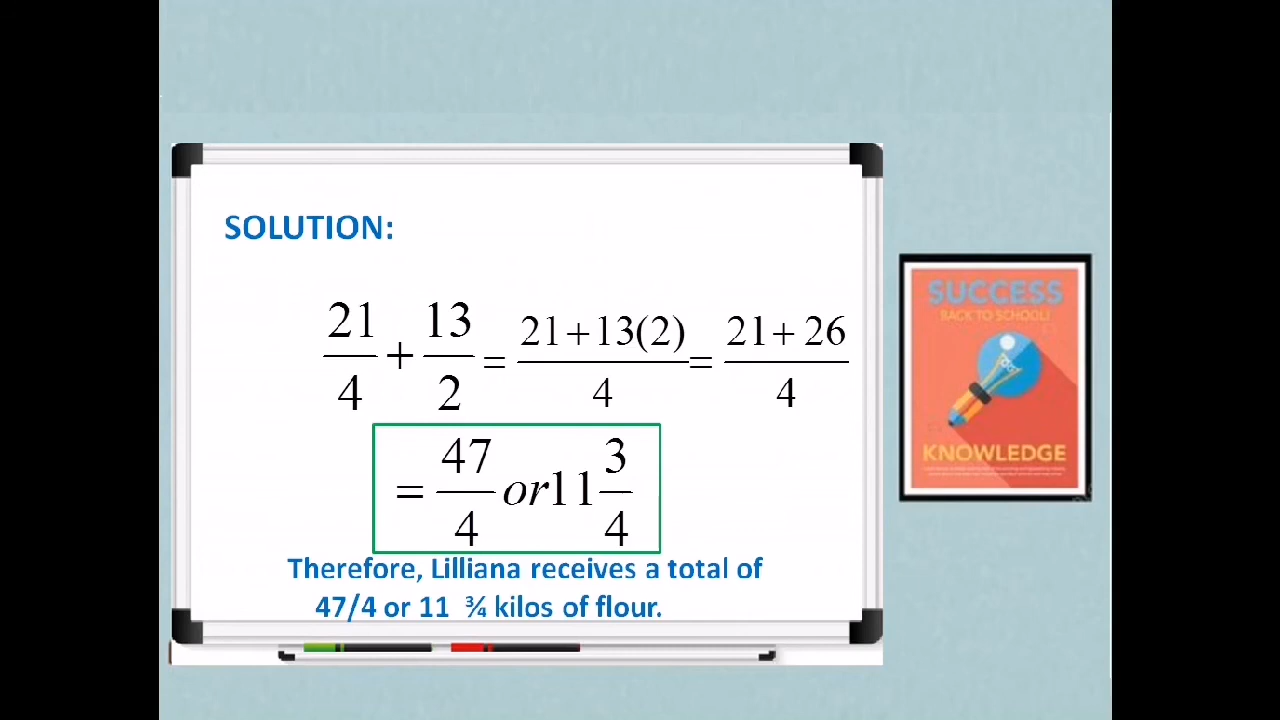 SOLUTION:
21/4 + 13/2 = 21+13(2)/4 = 21+26/4
= 47/4 or 11 3/4
Therefore, Lilliana receives a total of
47/4 or 11 ¾ kilos of flour.
SUCCESS
BACK TO SCHOOL!
KNOWLEDGE